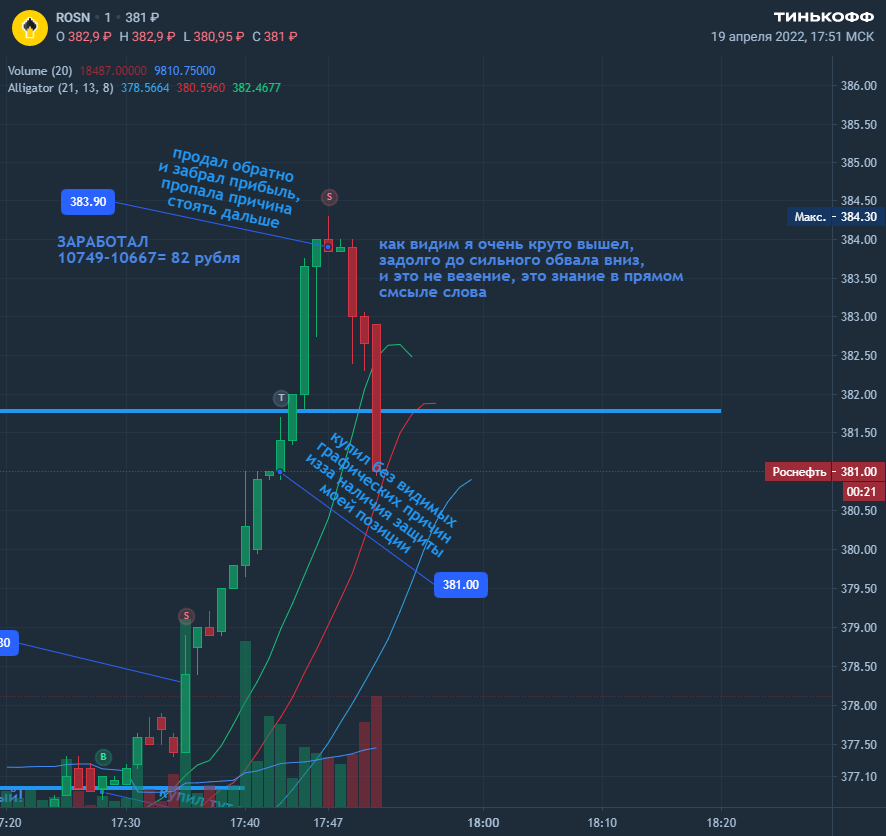 ROSN · 1 · 381 ₽
О 382,9 ₽ H 382,9 ₽ L 380,95 ₽ C 381 ₽
ТИНЬКОФФ
19 апреля 2022, 17:51 МСК
Volume (20) 18487.00000 9810.75000
Alligator (21, 13, 8) 378.5664 380.5960 382.4677
386.00
385.50
385.00
384.50
Макс. - 384.30
384.00
383.50
383.00
382.50
382.00
381.50
Роснефть - 381.00
00:21
380.50
380.00
379.50
379.00
378.50
378.00
377.50
377.10
продал обратно
и забрал прибыль,
пропала причина
стоять дальше
S
383.90
ЗАРАБОТАЛ
10749-10667= 82 рубля
как видим я очень круто вышел,
задолго до сильного обвала вниз,
и это не везение, это знание в прямом
смсыле слова
T
купил без видимых
графических причин
изза наличия защиты
моей позиции
381.00
S
30
B
ый!
купил тут
7:20
17:30
17:40
17:47
18:00
18:10
18:20